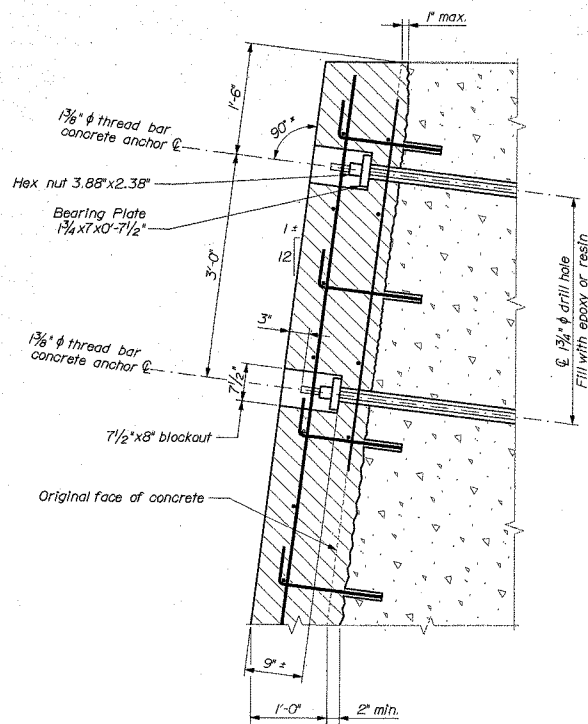 1" max.
1'-6"
1⅜" ϕ thread bar
concrete anchor ℄
90° ±
Hex nut 3.88"x2.38"
Bearing Plate
1¾x7x0'-7½"
1 ±
12
3'-0"
℄ 1¾" ϕ drill hole
Fill with epoxy or resin
3"
1⅜" ϕ thread bar
concrete anchor ℄
7½"
7½"x8" blockout
Original face of concrete
9" ±
1'-0"
2" min.